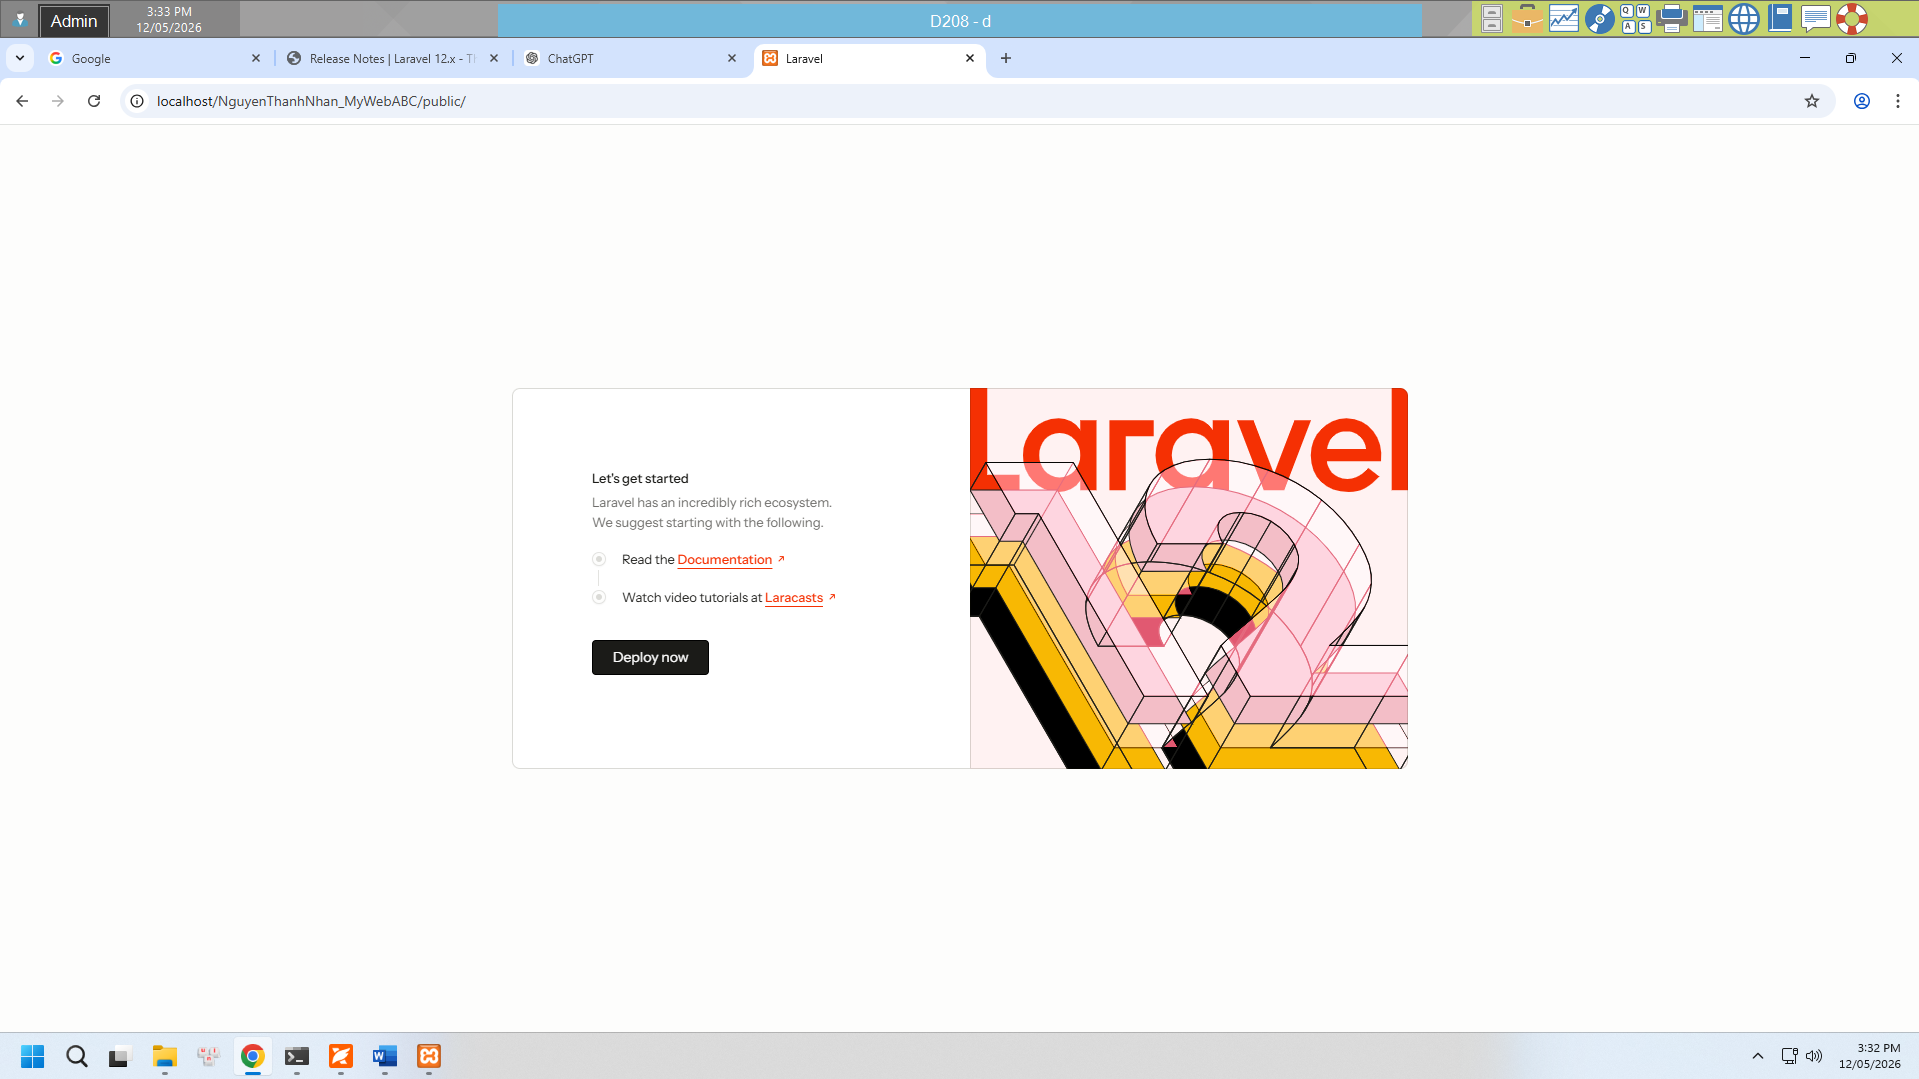 Admin
3:33 PM
12/05/2026
D208 - d
Q W
A S
Google
Release Notes | Laravel 12.x - Th
ChatGPT
Laravel
localhost/NguyenThanhNhan_MyWebABC/public/
Let's get started
Laravel has an incredibly rich ecosystem.
We suggest starting with the following.
Read the Documentation
Watch video tutorials at Laracasts
Deploy now
Laravel
12
3:32 PM
12/05/2026